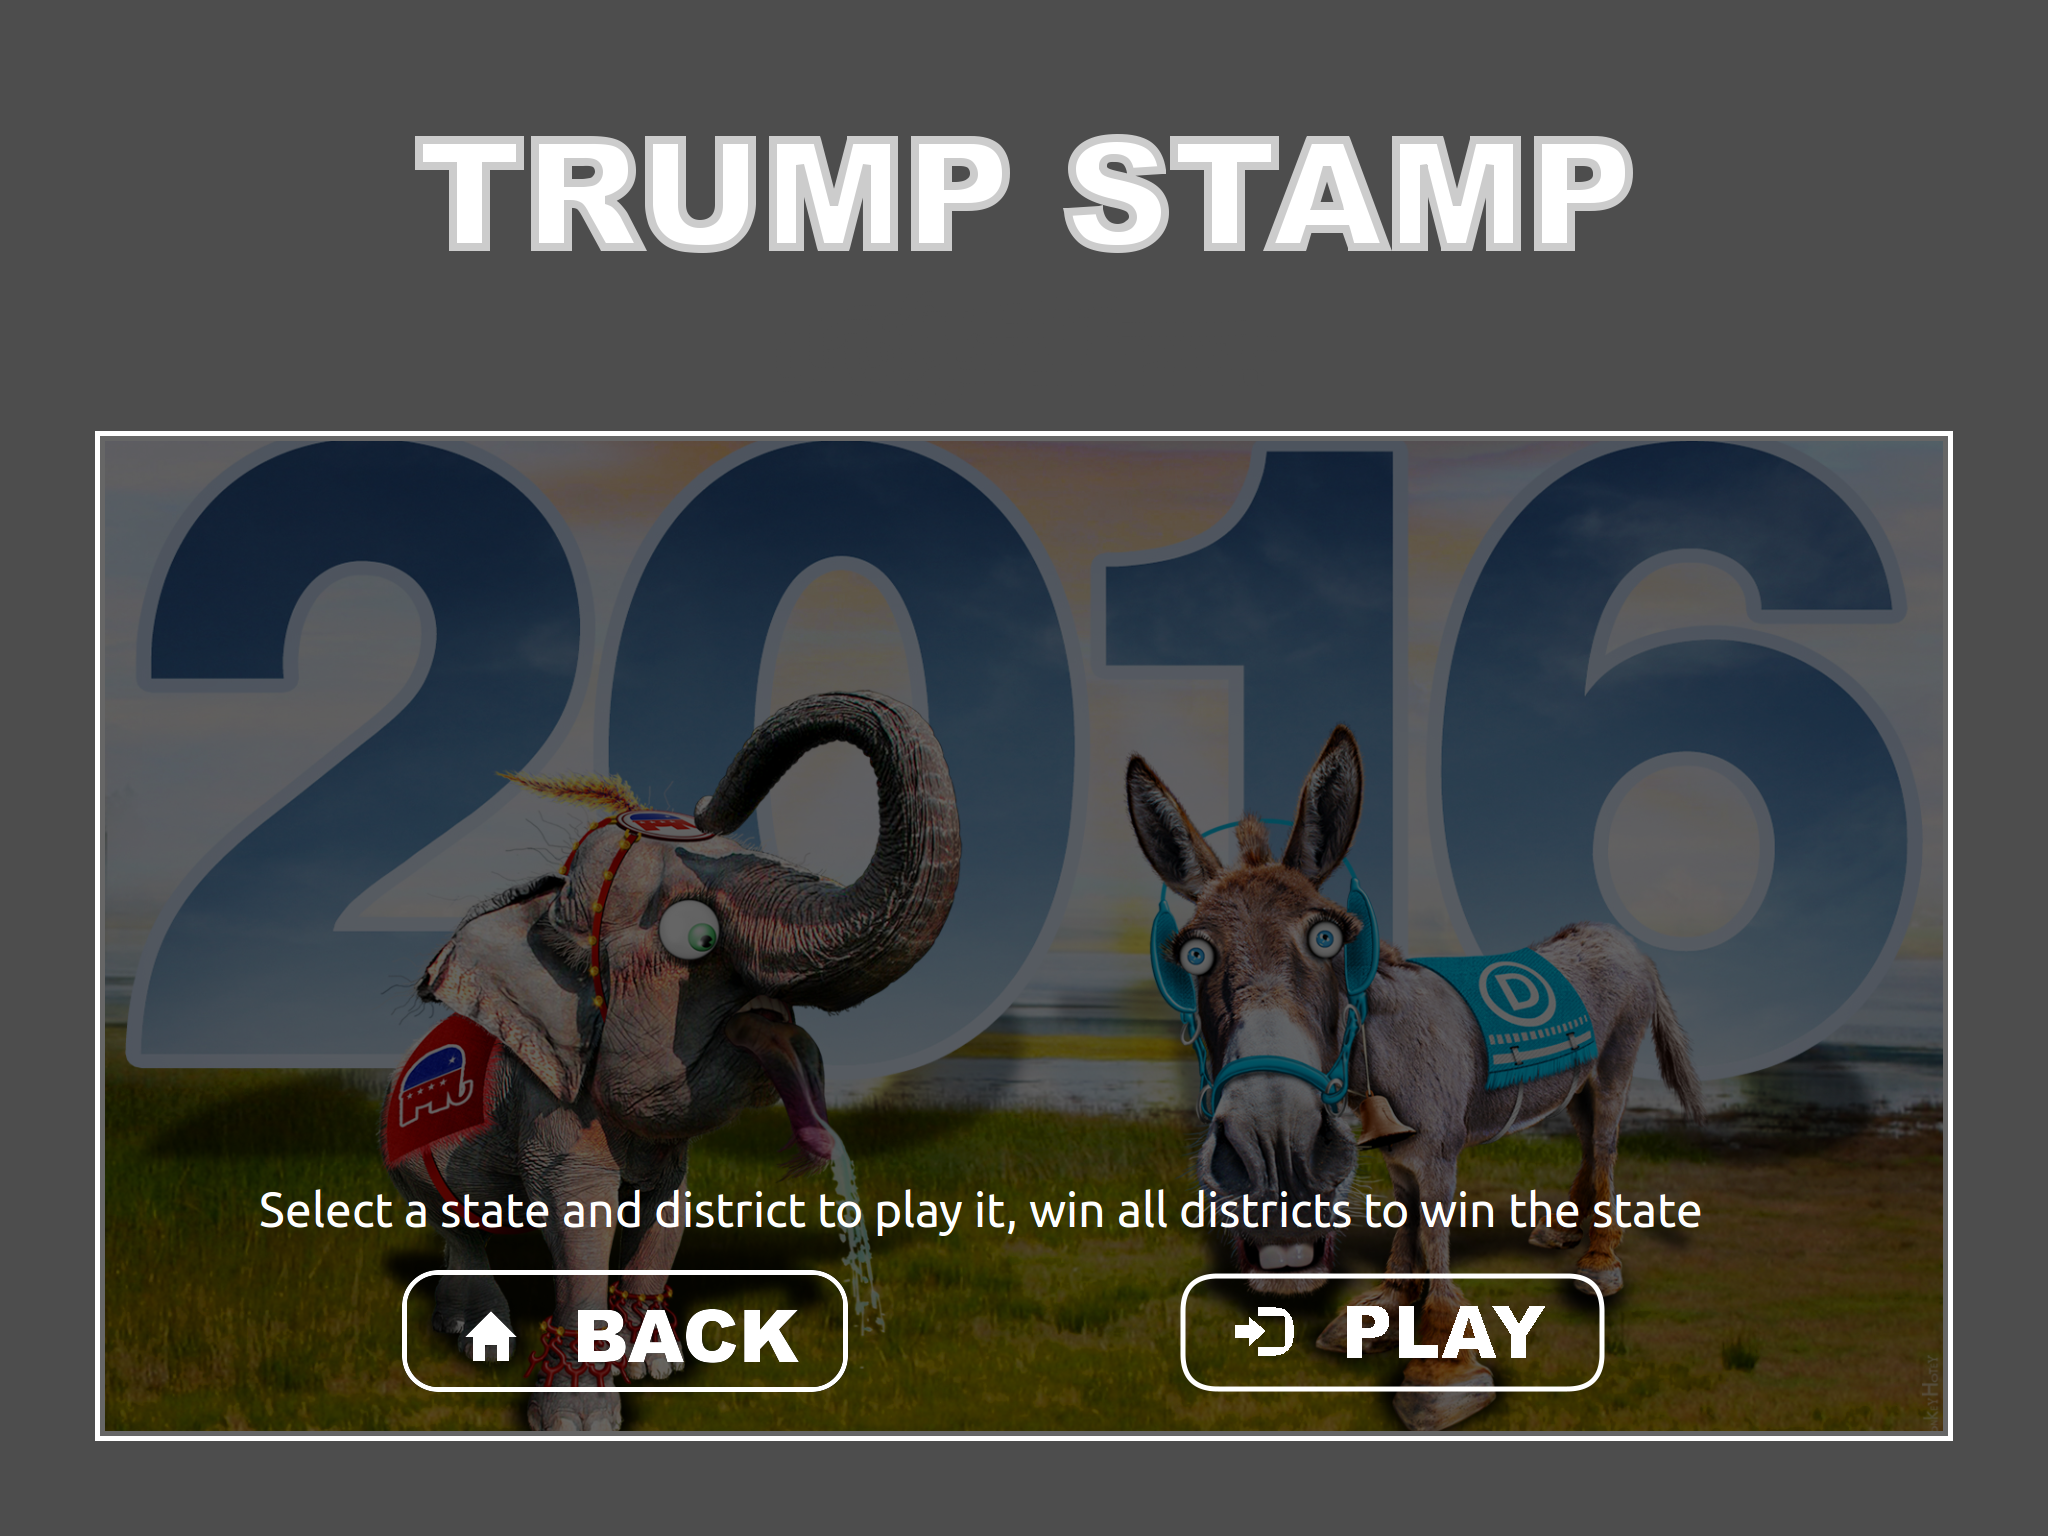 TRUMP STAMP
2016
D
Select a state and district to play it, win all districts to win the state
BACK
PLAY